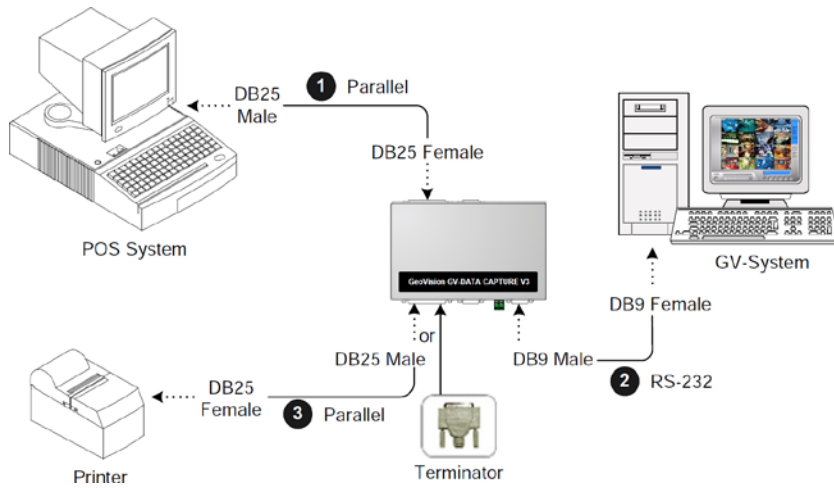 DB25
Male
1 Parallel
DB25 Female
POS System
GeoVision GV-DATA CAPTURE V3
GV-System
DB9 Female
or
DB25 Male
DB9 Male
2 RS-232
DB25
Female
3 Parallel
Terminator
Printer